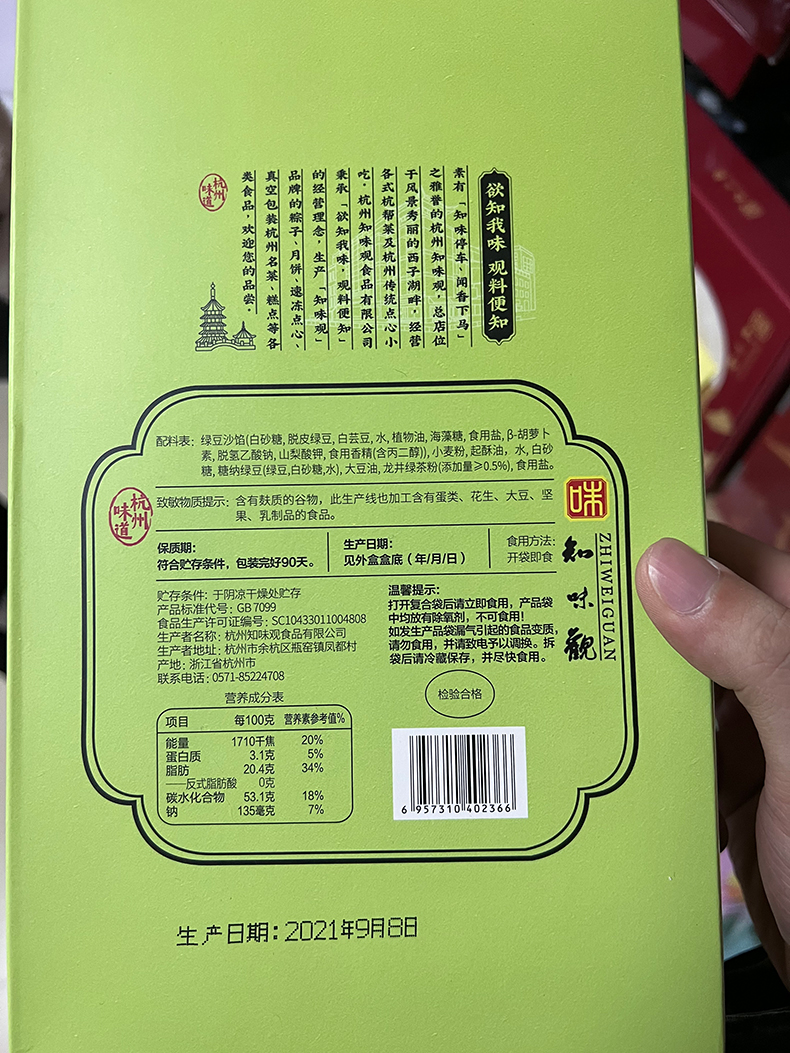 欲知我味 观料便知
素有「知味停车、闻香下马」
之雅誉的杭州知味观，总店位
于风景秀丽的西子湖畔，经营
各式杭帮菜及杭州传统点心小
吃。杭州知味观食品有限公司
秉承「欲知我味，观料便知」
的经营理念，生产「知味观」
品牌的粽子、月饼、速冻点心、
真空包装杭州名菜、糕点等各
类食品，欢迎您的品尝。
杭州味道
配料表：绿豆沙馅(白砂糖, 脱皮绿豆, 白芸豆, 水, 植物油, 海藻糖, 食用盐, β-胡萝卜
素, 脱氢乙酸钠, 山梨酸钾, 食用香精(含丙二醇)), 小麦粉, 起酥油, 水, 白砂
糖, 糖纳绿豆(绿豆,白砂糖,水), 大豆油, 龙井绿茶粉(添加量≥0.5%), 食用盐。
致敏物质提示：含有麸质的谷物，此生产线也加工含有蛋类、花生、大豆、坚
果、乳制品的食品。
杭州味道
味
知味觀
ZHIWEIGUAN
保质期：
符合贮存条件，包装完好90天。
生产日期：
见外盒盒底（年/月/日）
食用方法：
开袋即食
贮存条件：于阴凉干燥处贮存
产品标准代号：GB 7099
食品生产许可证编号：SC10433011004808
生产者名称：杭州知味观食品有限公司
生产者地址：杭州市余杭区瓶窑镇凤都村
产地：浙江省杭州市
联系电话：0571-85224708
温馨提示：
打开复合袋后请立即食用，产品袋
中均放有除氧剂，不可食用！
如发生产品袋漏气引起的食品变质，
请勿食用，并请致电予以调换。拆
袋后请冷藏保存，并尽快食用。
检验合格
营养成分表
项目 每100克 营养素参考值%
能量 1710千焦 20%
蛋白质 3.1克 5%
脂肪 20.4克 34%
——反式脂肪酸 0克
碳水化合物 53.1克 18%
钠 135毫克 7%
6 957310 402366
生产日期：2021年9月8日